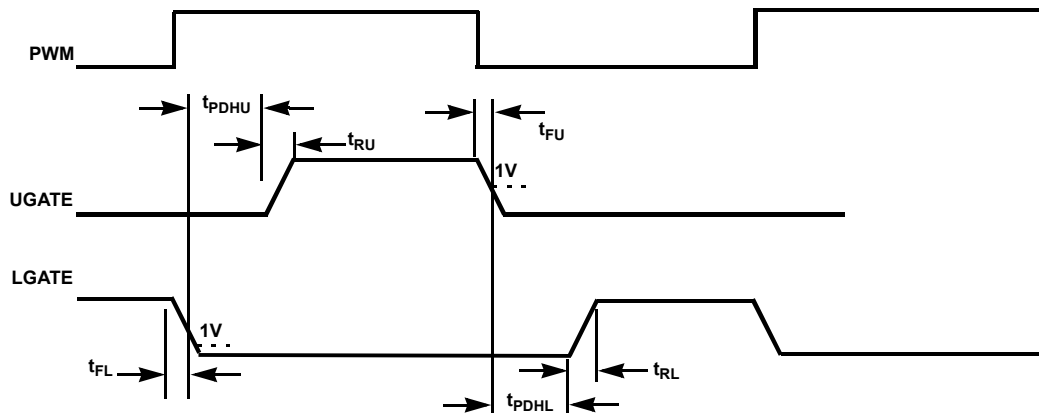 PWM
tPDHU
tRU
tFU
1V
UGATE
LGATE
1V
tFL
tRL
tPDHL